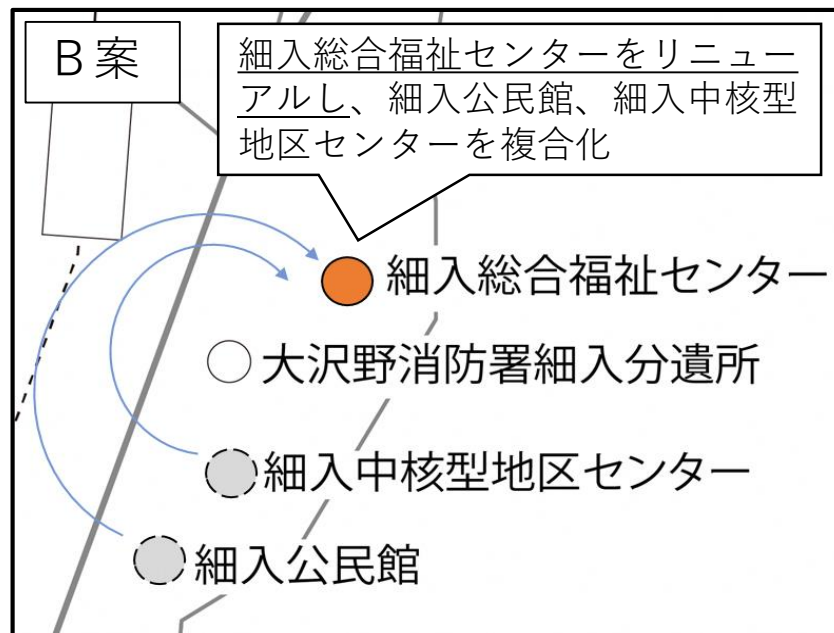 B案
細入総合福祉センターをリニュー
アルし、細入公民館、細入中核型
地区センターを複合化
細入総合福祉センター
大沢野消防署細入分遣所
細入中核型地区センター
細入公民館